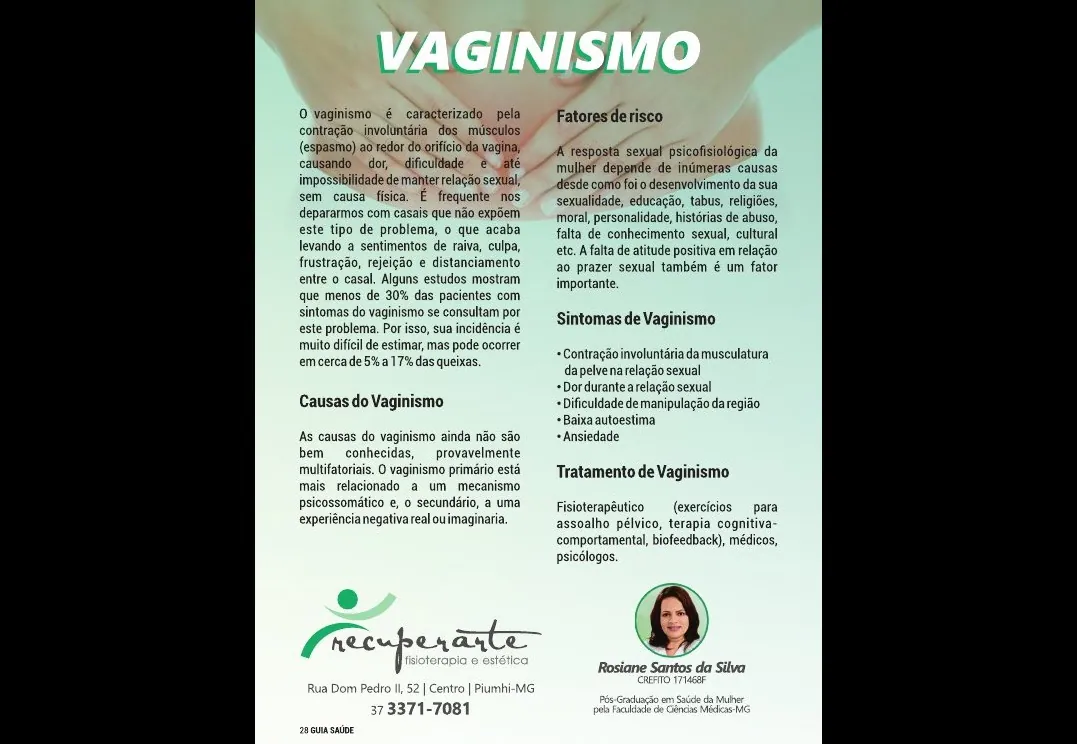 VAGINISMO
O vaginismo é caracterizado pela
contração involuntária dos músculos
(espasmo) ao redor do orifício da vagina,
causando dor, dificuldade e até
impossibilidade de manter relação sexual,
sem causa física. É frequente nos
depararmos com casais que não expõem
este tipo de problema, o que acaba
levando a sentimentos de raiva, culpa,
frustração, rejeição e distanciamento
entre o casal. Alguns estudos mostram
que menos de 30% das pacientes com
sintomas do vaginismo se consultam por
este problema. Por isso, sua incidência é
muito difícil de estimar, mas pode ocorrer
em cerca de 5% a 17% das queixas.
Causas do Vaginismo
As causas do vaginismo ainda não são
bem conhecidas, provavelmente
multifatoriais. O vaginismo primário está
mais relacionado a um mecanismo
psicossomático e, o secundário, a uma
experiência negativa real ou imaginaria.
Fatores de risco
A resposta sexual psicofisiológica da
mulher depende de inúmeras causas
desde como foi o desenvolvimento da sua
sexualidade, educação, tabus, religiões,
moral, personalidade, histórias de abuso,
falta de conhecimento sexual, cultural
etc. A falta de atitude positiva em relação
ao prazer sexual também é um fator
importante.
Sintomas de Vaginismo
• Contração involuntária da musculatura
da pelve na relação sexual
• Dor durante a relação sexual
• Dificuldade de manipulação da região
• Baixa autoestima
• Ansiedade
Tratamento de Vaginismo
Fisioterapêutico (exercícios para
assoalho pélvico, terapia cognitiva-
comportamental, biofeedback), médicos,
psicólogos.
recuperarte
fisioterapia e estética
Rua Dom Pedro II, 52 | Centro | Piumhi-MG
37 3371-7081
Rosiane Santos da Silva
CREFITO 171468F
Pós-Graduação em Saúde da Mulher
pela Faculdade de Ciências Médicas-MG
28 GUIA SAÚDE